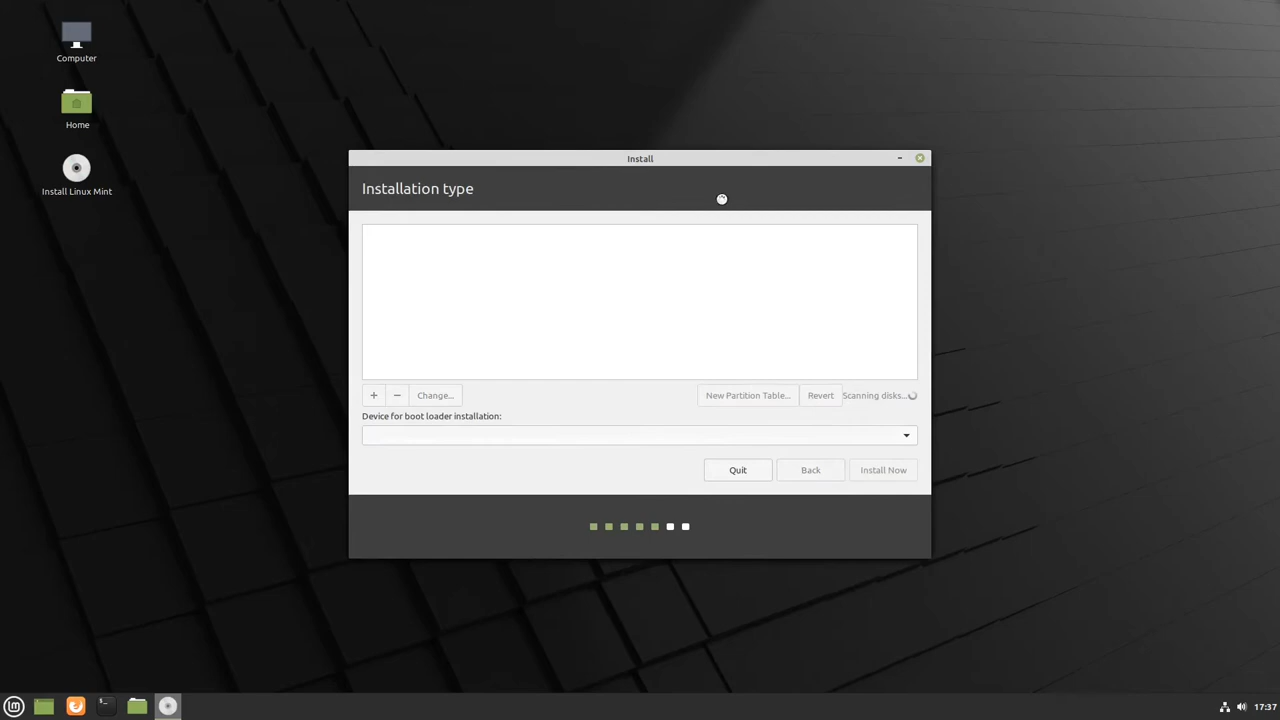 Computer
Home
Install Linux Mint
Install
Installation type
+ − Change... New Partition Table... Revert Scanning disks...
Device for boot loader installation:
Quit Back Install Now
17:37